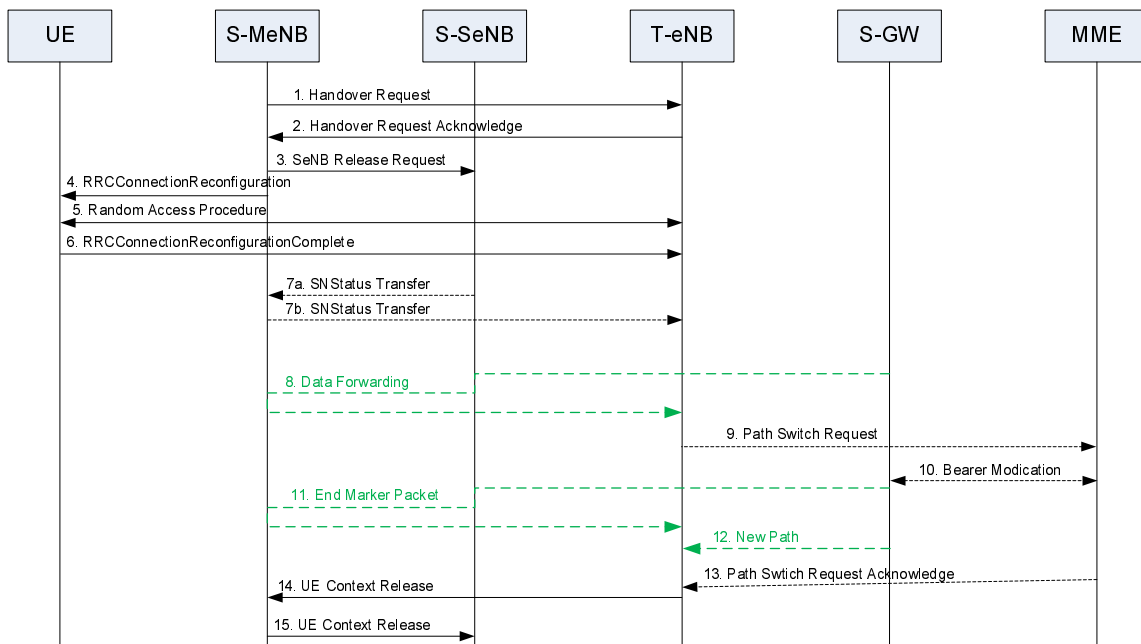 UE
S-MeNB
S-SeNB
T-eNB
S-GW
MME
1. Handover Request
2. Handover Request Acknowledge
3. SeNB Release Request
4. RRCConnectionReconfiguration
5. Random Access Procedure
6. RRCConnectionReconfigurationComplete
7a. SNStatus Transfer
7b. SNStatus Transfer
8. Data Forwarding
9. Path Switch Request
10. Bearer Modication
11. End Marker Packet
12. New Path
13. Path Swtich Request Acknowledge
14. UE Context Release
15. UE Context Release